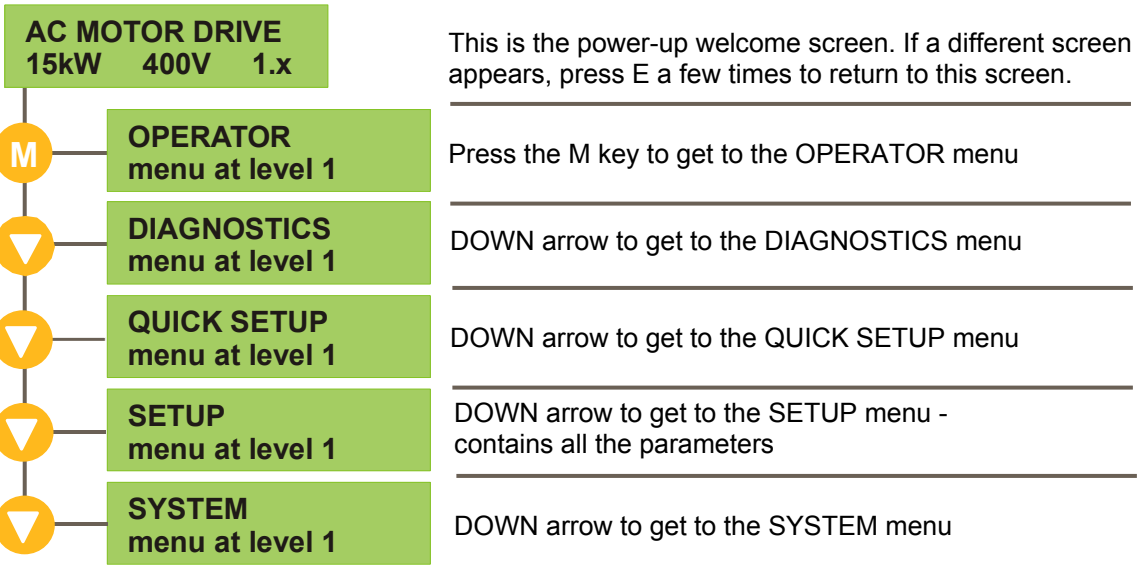 AC MOTOR DRIVE
15kW 400V 1.x
This is the power-up welcome screen. If a different screen
appears, press E a few times to return to this screen.
M
OPERATOR
menu at level 1
Press the M key to get to the OPERATOR menu
DIAGNOSTICS
menu at level 1
DOWN arrow to get to the DIAGNOSTICS menu
QUICK SETUP
menu at level 1
DOWN arrow to get to the QUICK SETUP menu
SETUP
menu at level 1
DOWN arrow to get to the SETUP menu -
contains all the parameters
SYSTEM
menu at level 1
DOWN arrow to get to the SYSTEM menu